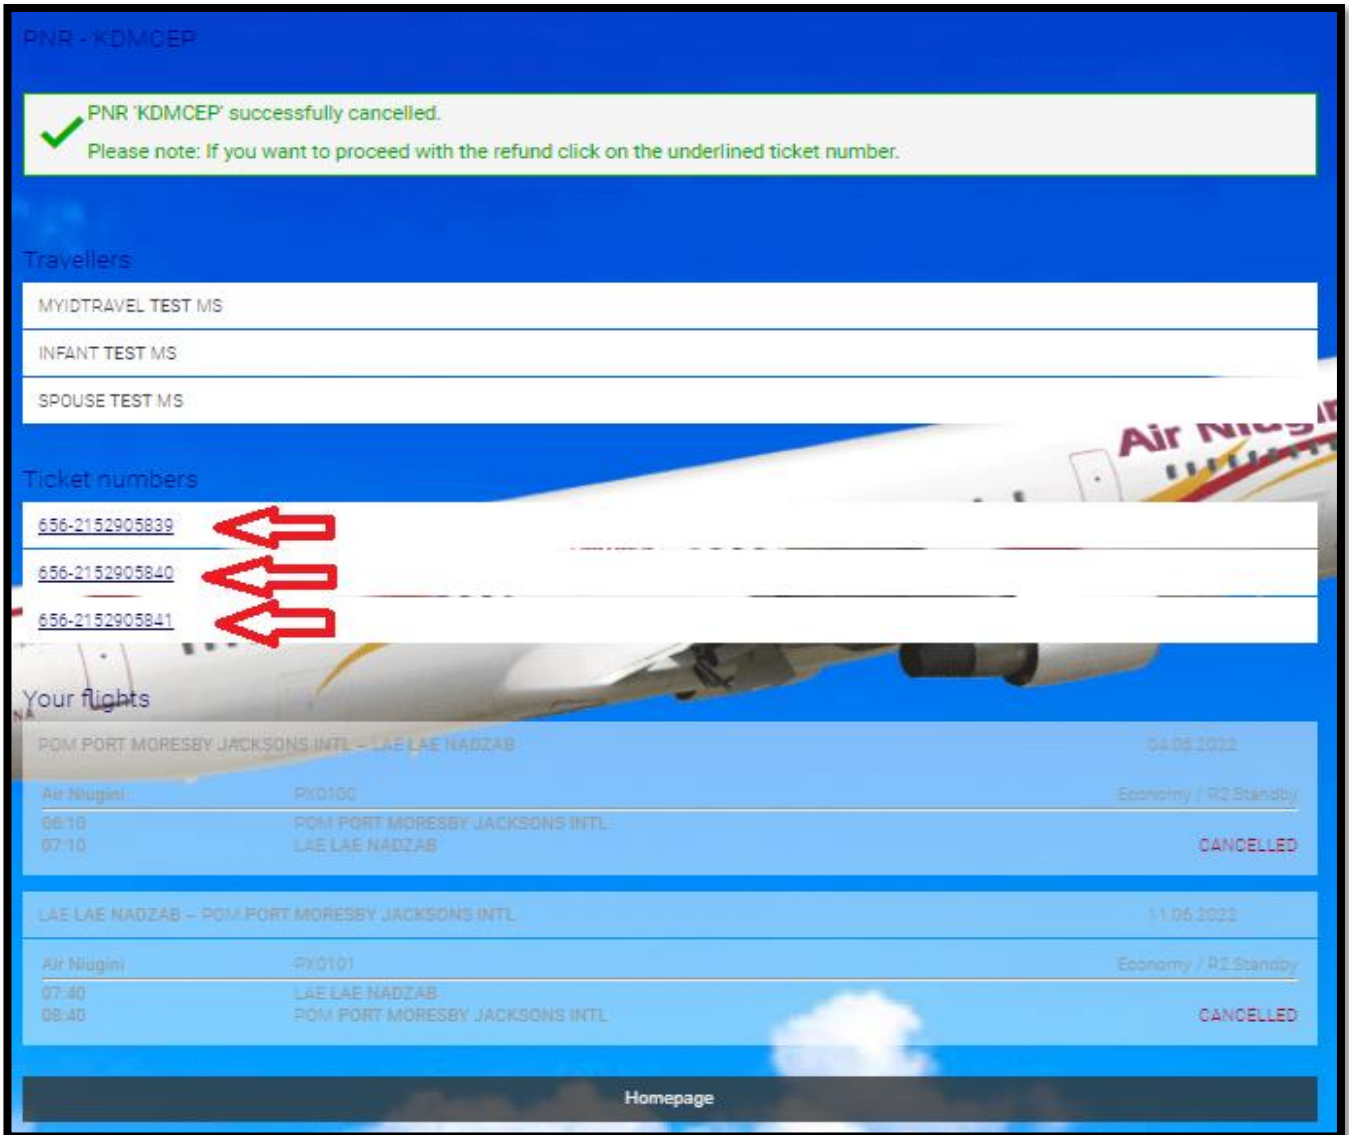 PNR - KDMCEP
PNR 'KDMCEP' successfully cancelled.
Please note: If you want to proceed with the refund click on the underlined ticket number.
Travellers
MYIDTRAVEL TEST MS
INFANT TEST MS
SPOUSE TEST MS
Air Niugin
Ticket numbers
656-2152905839
656-2152905840
656-2152905841
Your flights
POM PORT MORESBY JACKSONS INTL – LAE LAE NADZAB 04.06.2022
Air Niugini PX0100 Economy / R2 Standby
06:10 POM PORT MORESBY JACKSONS INTL
07:10 LAE LAE NADZAB CANCELLED
LAE LAE NADZAB – POM PORT MORESBY JACKSONS INTL 11.06.2022
Air Niugini PX0101 Economy / R2 Standby
07:40 LAE LAE NADZAB
08:40 POM PORT MORESBY JACKSONS INTL CANCELLED
Homepage